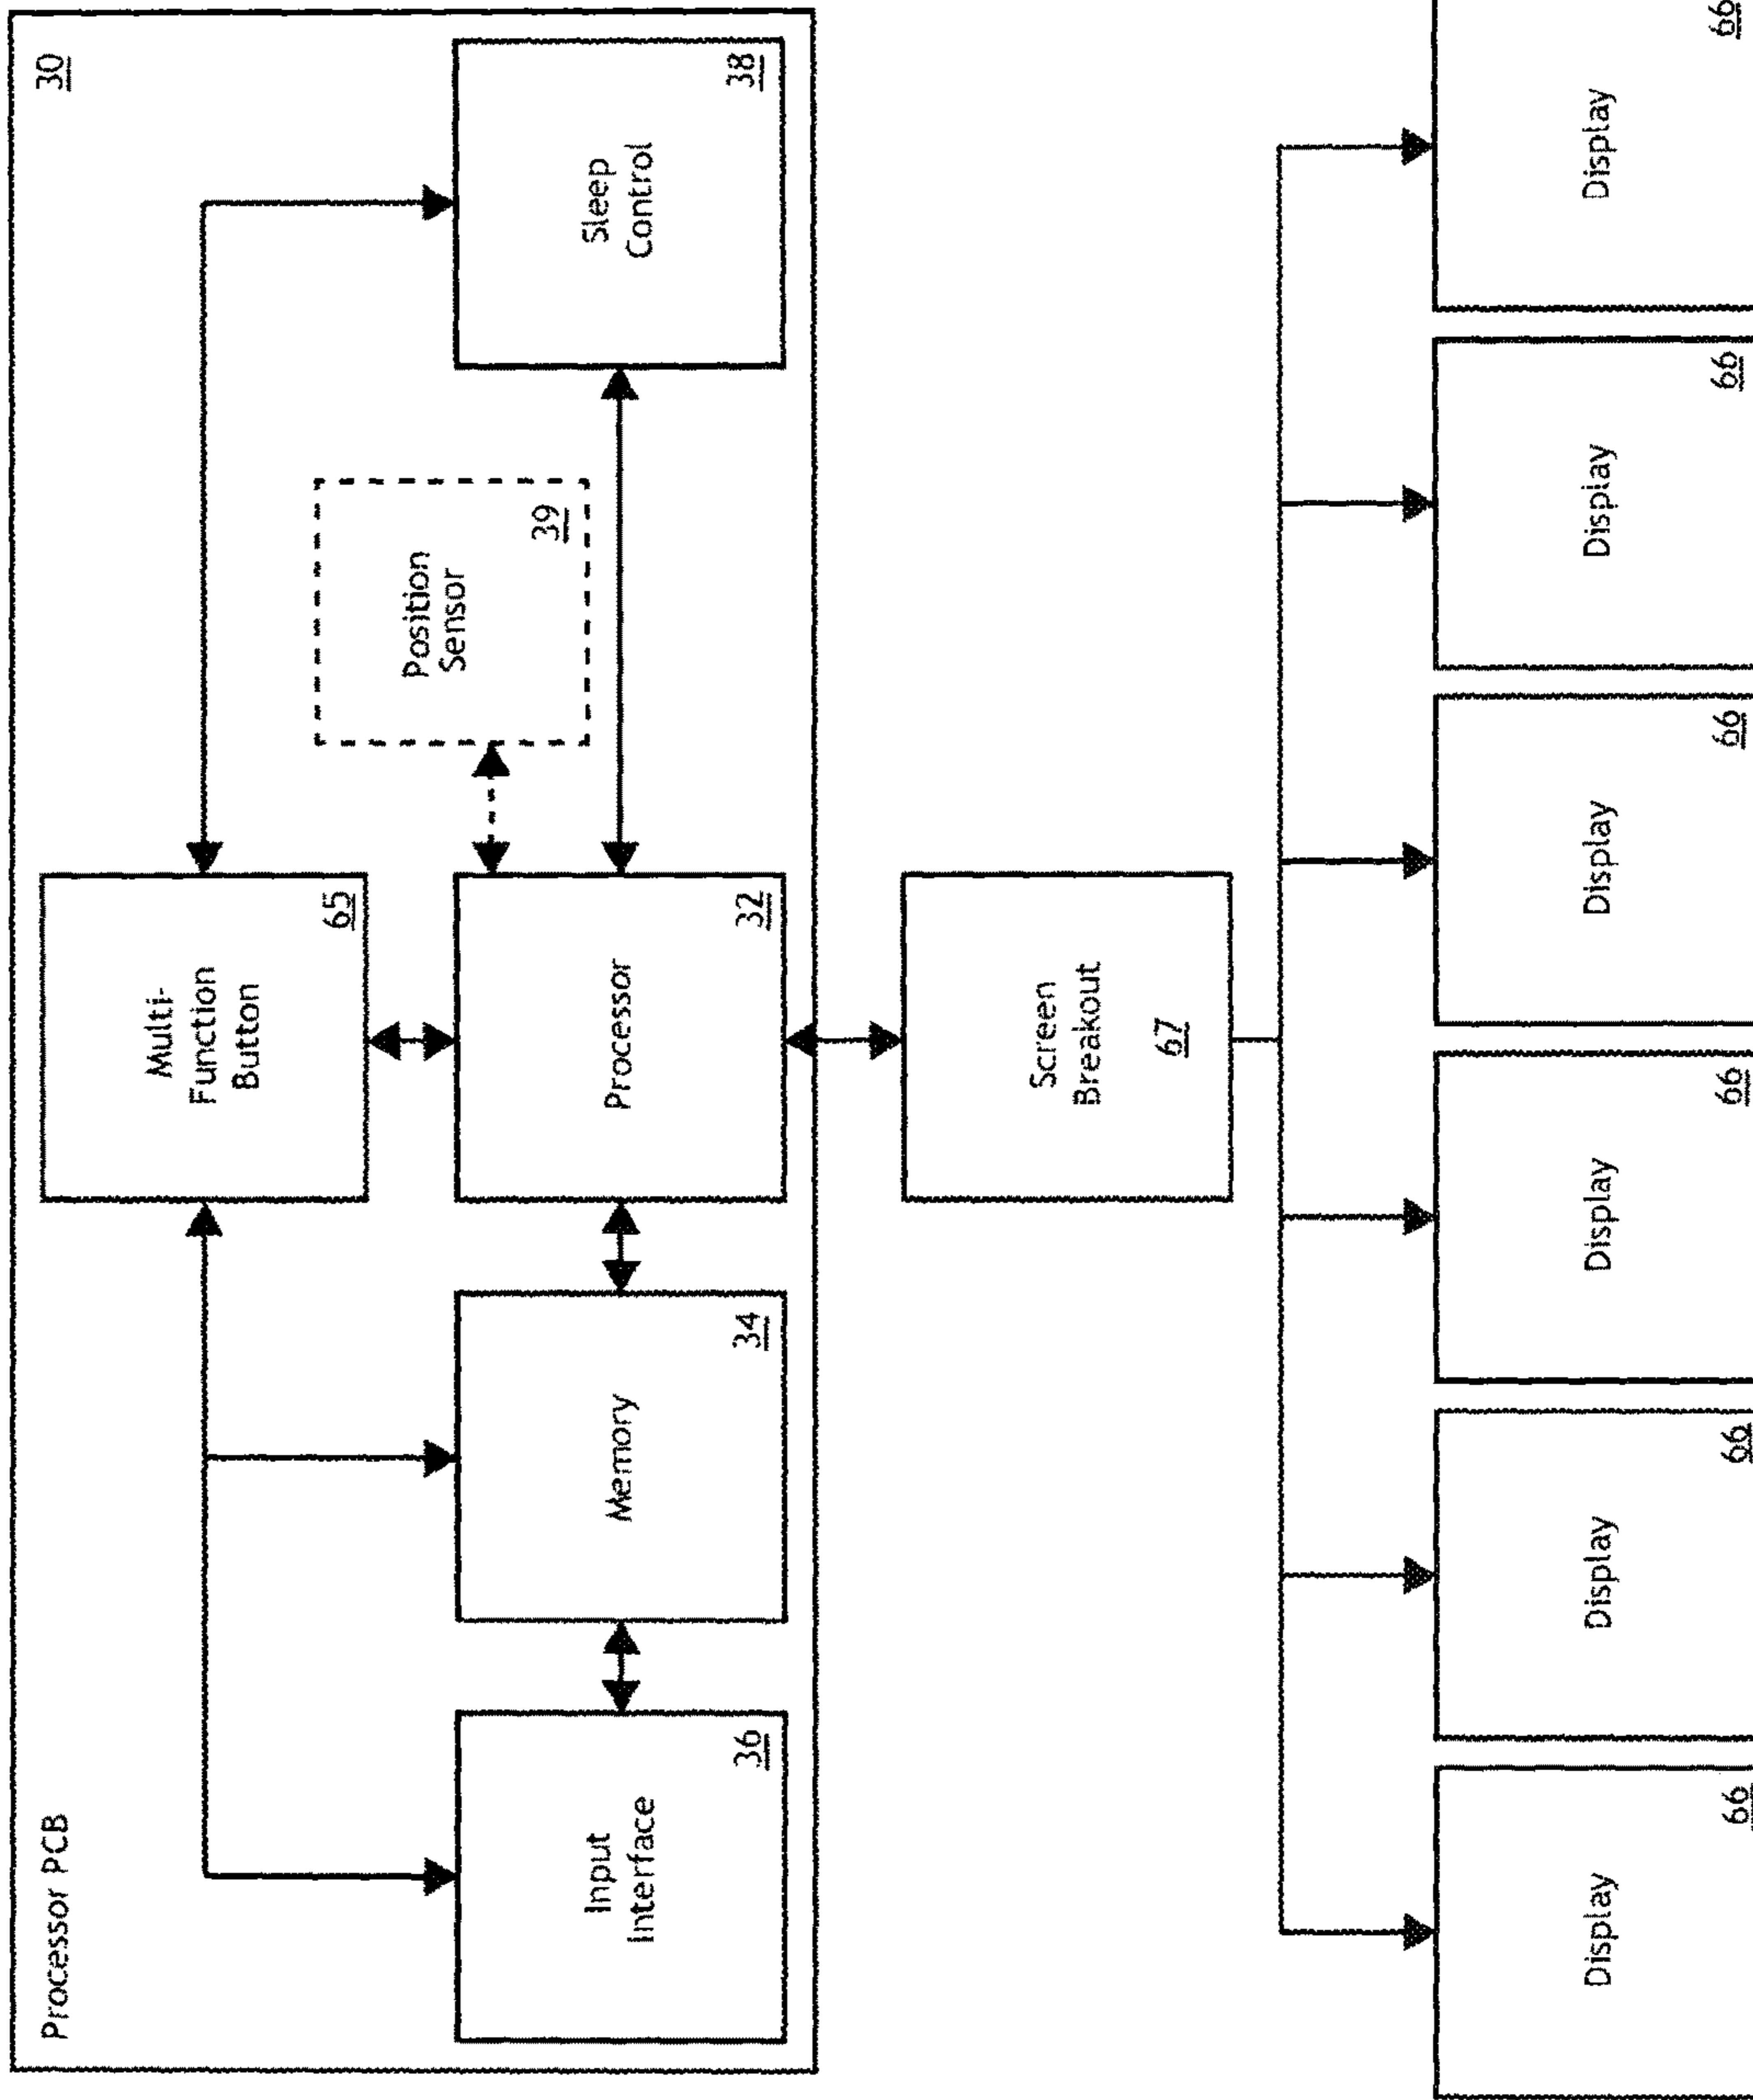 Processor PCB
30
Multi-
Function
Button
65
Position
Sensor
39
Input
Interface
36
Memory
34
Processor
32
Sleep
Control
38
Screen
Breakout
67
Display
66
Display
66
Display
66
Display
66
Display
66
Display
66